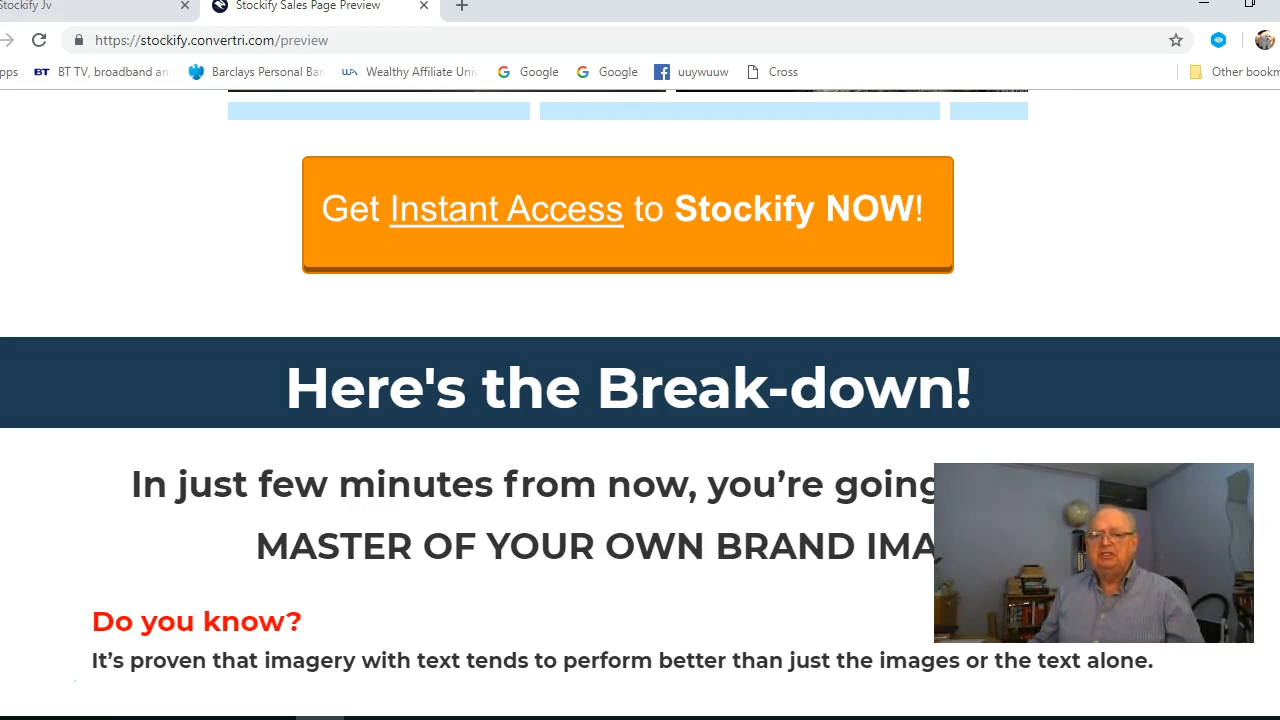 Stockify Jv
Stockify Sales Page Preview
https://stockify.convertri.com/preview
BT
BT TV, broadband an
Barclays Personal Ban
Wealthy Affiliate Univ
Google
Google
uuywuuw
Cross
Other bookm
Get Instant Access to Stockify NOW!
Here's the Break-down!
In just few minutes from now, you’re going
MASTER OF YOUR OWN BRAND IMA
Do you know?
It’s proven that imagery with text tends to perform better than just the images or the text alone.